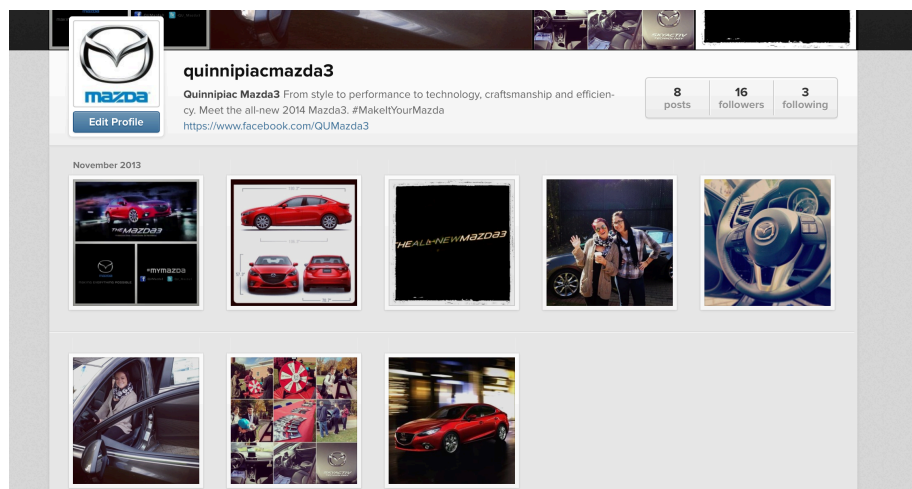 mazda
Edit Profile
quinnipiacmazda3
Quinnipiac Mazda3 From style to performance to technology, craftsmanship and efficien-
cy. Meet the all-new 2014 Mazda3. #MakeItYourMazda
https://www.facebook.com/QUMazda3
8 posts
16 followers
3 following
November 2013
THE MAZDA3
#MYMAZDA
THE ALL-NEW MAZDA3
SKYACTIV